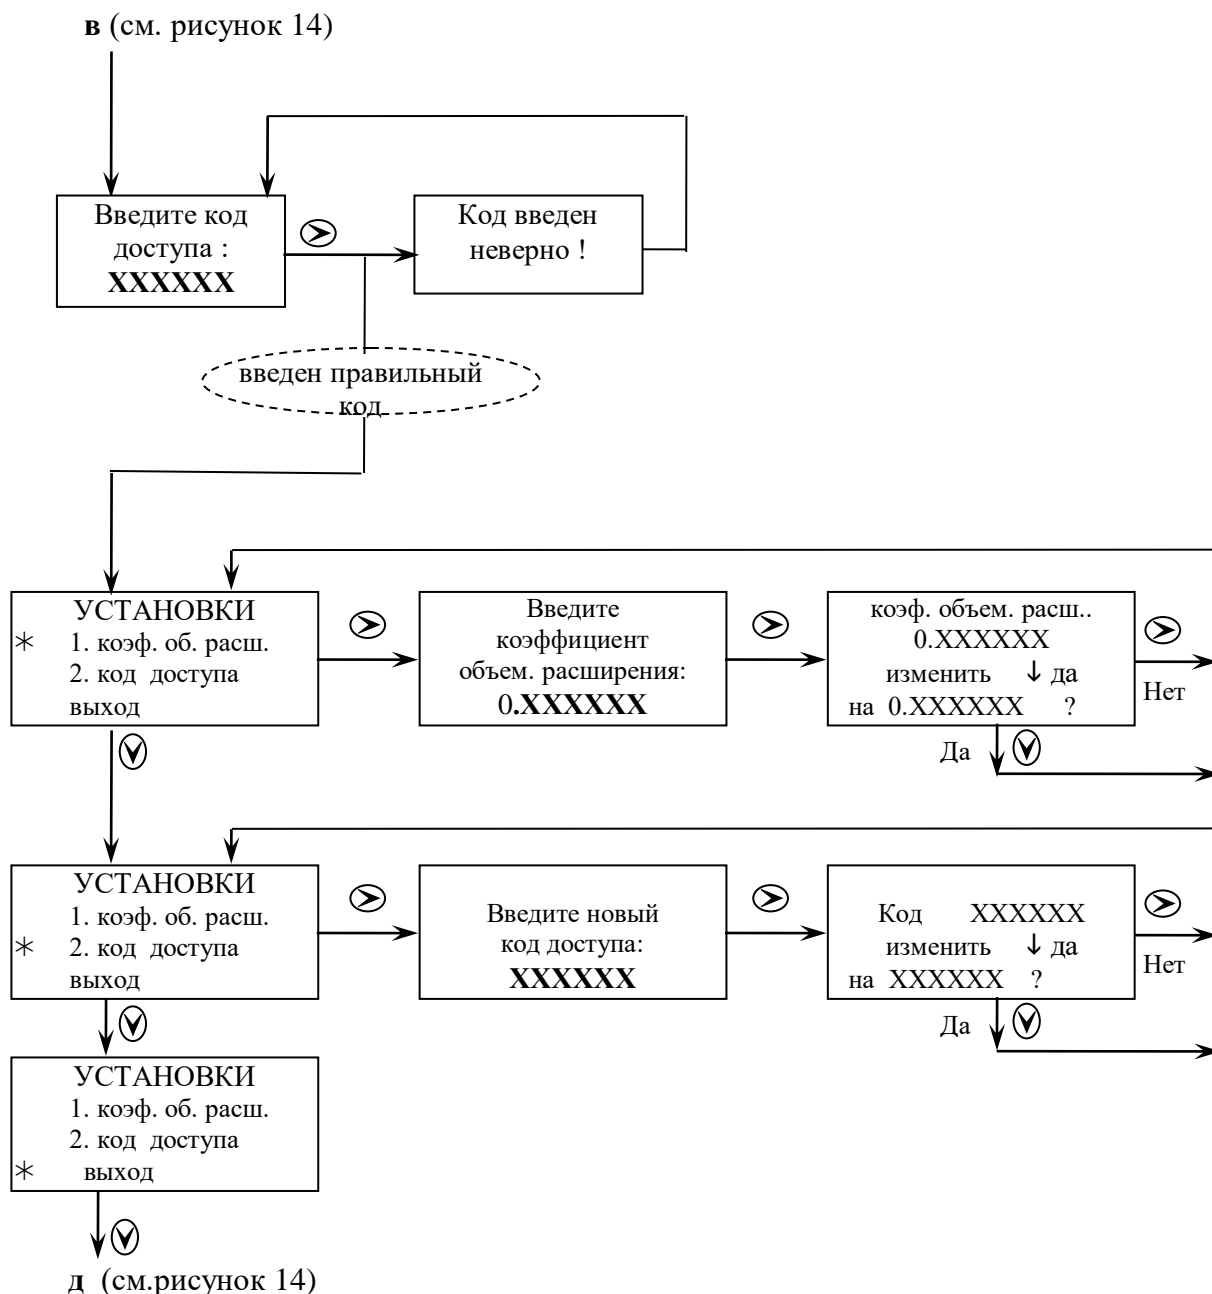 в (см. рисунок 14)
Введите код
доступа :
XXXXXX
Код введен
неверно !
введен правильный
код
УСТАНОВКИ
* 1. коэф. об. расш.
2. код доступа
выход
Введите
коэффициент
объем. расширения:
0.XXXXXX
коэф. объем. расш..
0.XXXXXX
изменить ↓ да
на 0.XXXXXX ?
Нет
Да
УСТАНОВКИ
1. коэф. об. расш.
* 2. код доступа
выход
Введите новый
код доступа:
XXXXXX
Код XXXXXX
изменить ↓ да
на XXXXXX ?
Нет
Да
УСТАНОВКИ
1. коэф. об. расш.
2. код доступа
* выход
д (см.рисунок 14)